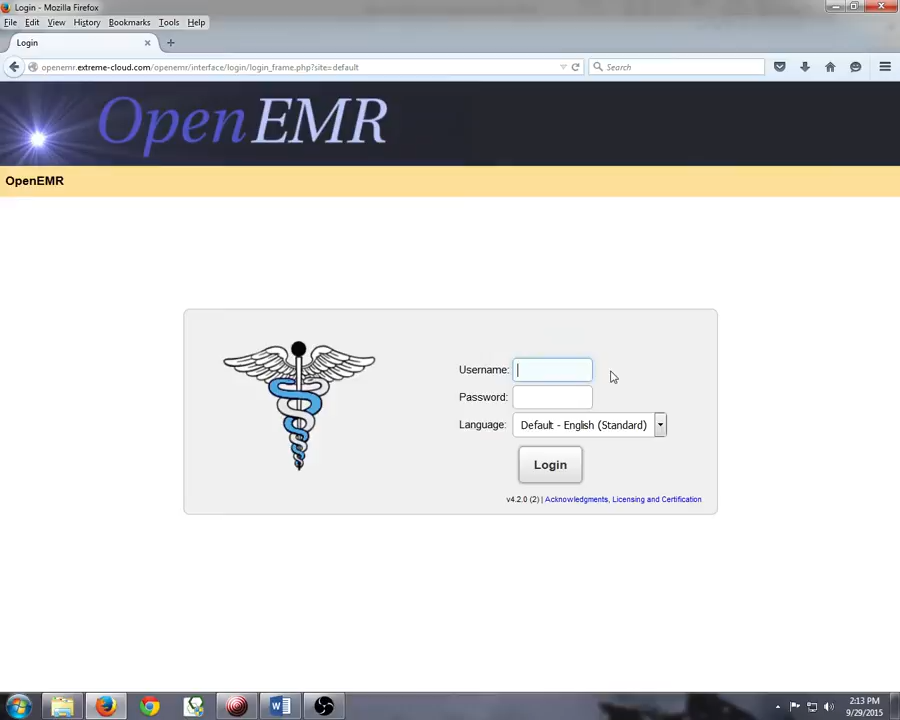 Login - Mozilla Firefox
File Edit View History Bookmarks Tools Help
Login
openemr.extreme-cloud.com/openemr/interface/login/login_frame.php?site=default
Search
OpenEMR
OpenEMR
Username:
Password:
Language: Default - English (Standard)
Login
v4.2.0 (2) | Acknowledgments, Licensing and Certification
2:13 PM
9/29/2015